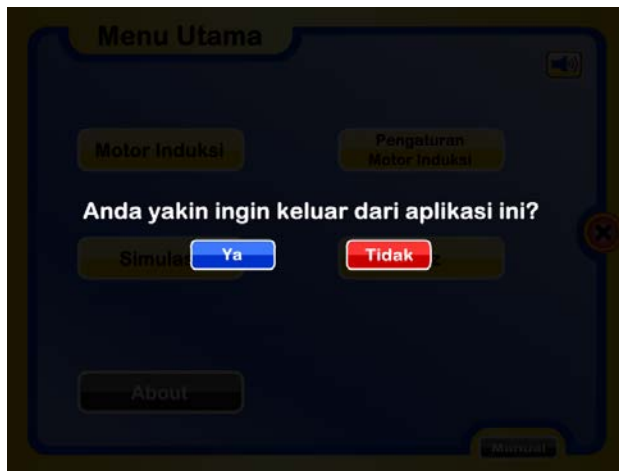 Menu Utama
Motor Induksi
Pengaturan
Motor Induksi
Anda yakin ingin keluar dari aplikasi ini?
Ya
Tidak
About
Manual